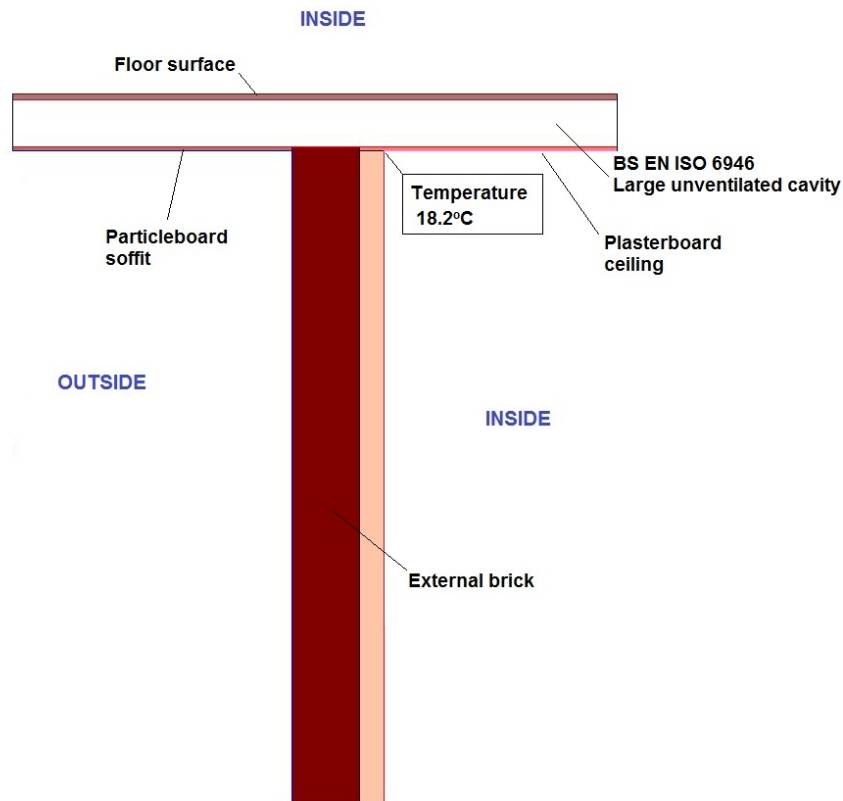 INSIDE
Floor surface
BS EN ISO 6946
Large unventilated cavity
Temperature
18.2ºC
Particleboard
soffit
Plasterboard
ceiling
OUTSIDE
INSIDE
External brick